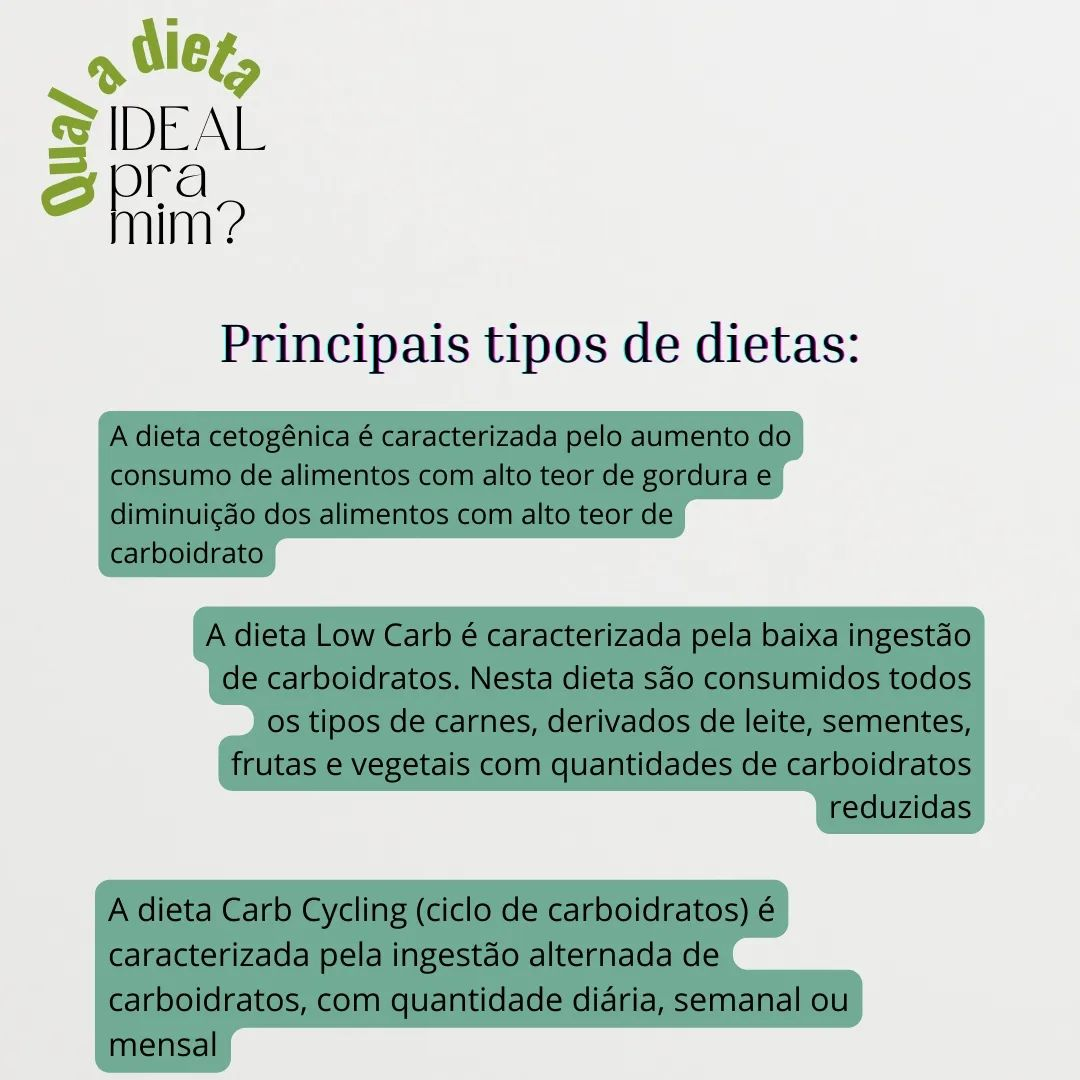 Qual a dieta
IDEAL
pra
mim?
Principais tipos de dietas:
A dieta cetogênica é caracterizada pelo aumento do
consumo de alimentos com alto teor de gordura e
diminuição dos alimentos com alto teor de
carboidrato
A dieta Low Carb é caracterizada pela baixa ingestão
de carboidratos. Nesta dieta são consumidos todos
os tipos de carnes, derivados de leite, sementes,
frutas e vegetais com quantidades de carboidratos
reduzidas
A dieta Carb Cycling (ciclo de carboidratos) é
caracterizada pela ingestão alternada de
carboidratos, com quantidade diária, semanal ou
mensal